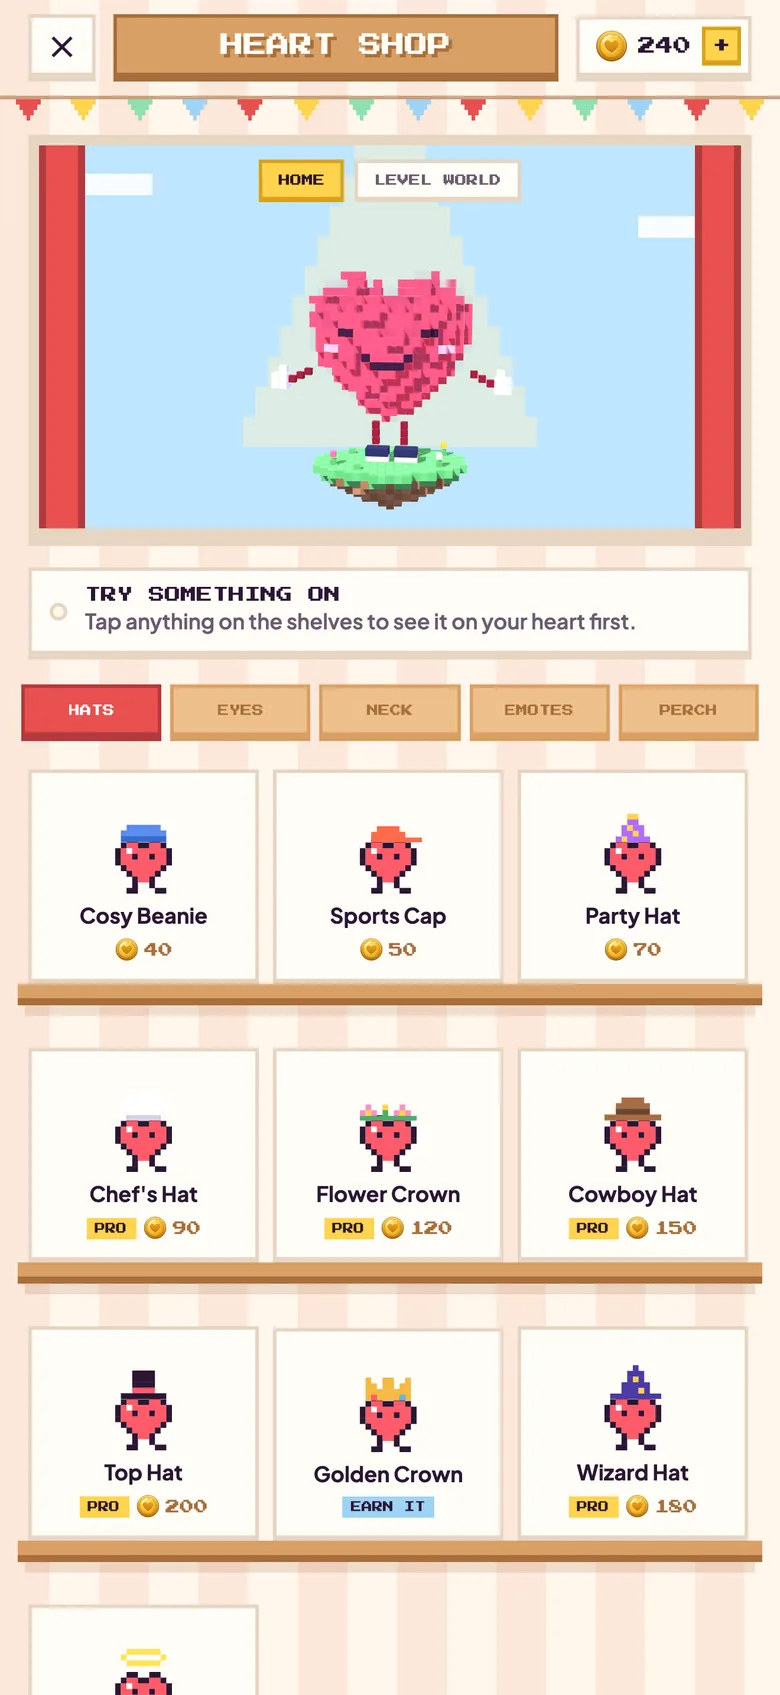 HEART SHOP
240
+
HOME
LEVEL WORLD
TRY SOMETHING ON
Tap anything on the shelves to see it on your heart first.
HATS
EYES
NECK
EMOTES
PERCH
Cosy Beanie
40
Sports Cap
50
Party Hat
70
Chef's Hat
PRO 90
Flower Crown
PRO 120
Cowboy Hat
PRO 150
Top Hat
PRO 200
Golden Crown
EARN IT
Wizard Hat
PRO 180